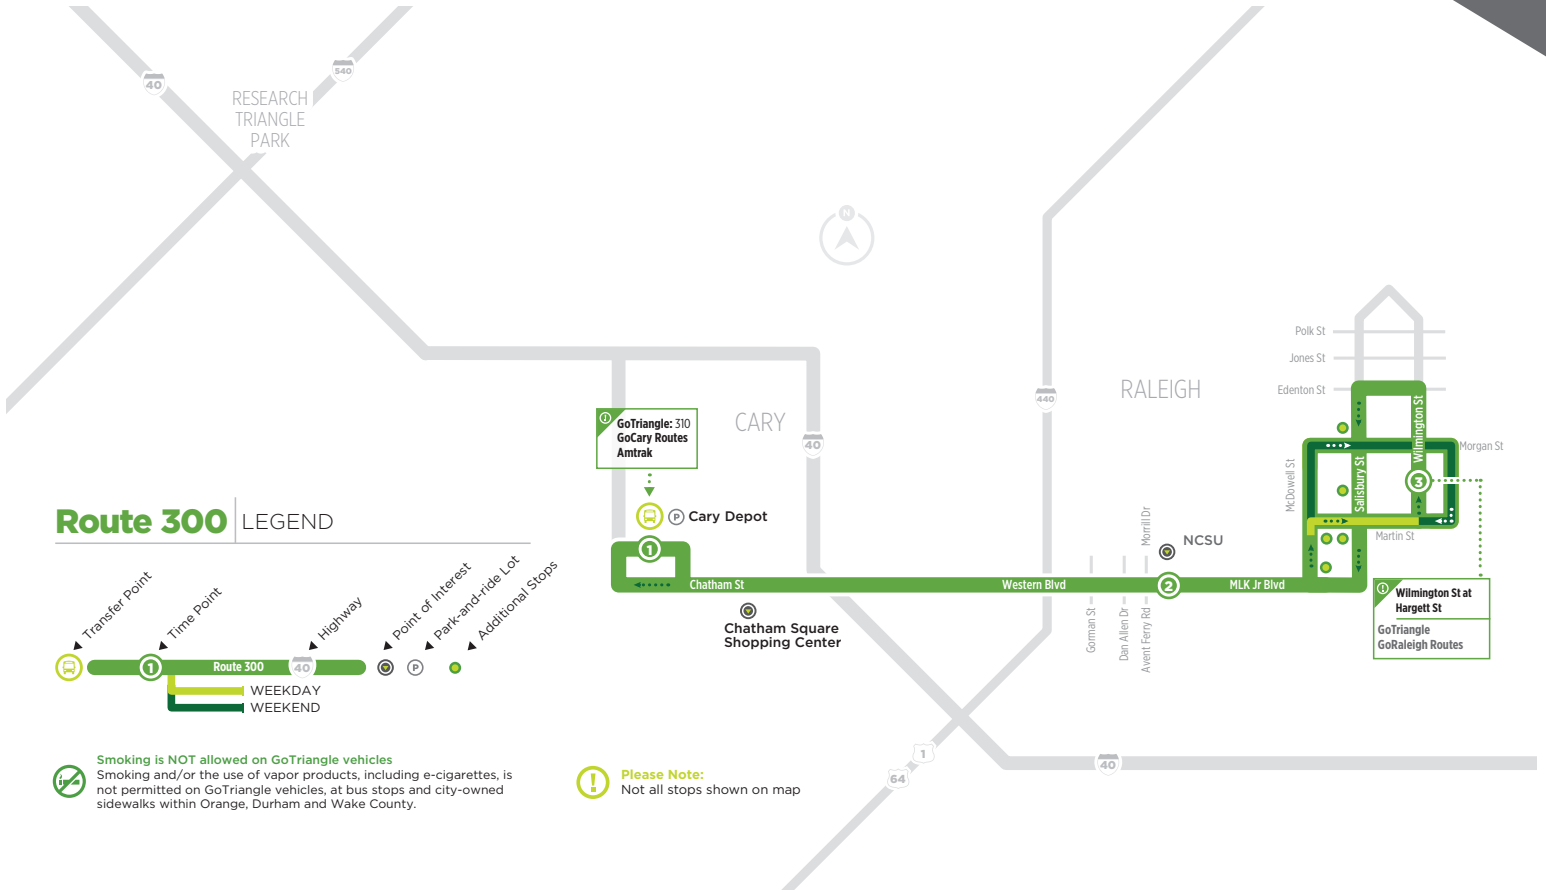 40
540
RESEARCH
TRIANGLE
PARK
N
Polk St
Jones St
Edenton St
440
RALEIGH
CARY
40
GoTriangle: 310
GoCary Routes
Amtrak
Wilmington St
Morgan St
McDowell St
Salisbury St
3
Martin St
P
Cary Depot
1
Chatham St
Western Blvd
2
MLK Jr Blvd
Morrill Dr
NCSU
Gorman St
Dan Allen Dr
Avent Ferry Rd
Chatham Square
Shopping Center
Wilmington St at
Hargett St
GoTriangle
GoRaleigh Routes
Route 300
LEGEND
Transfer Point
Time Point
Highway
Point of Interest
Park-and-ride Lot
Additional Stops
1
Route 300
40
P
WEEKDAY
WEEKEND
1
64
40
Smoking is NOT allowed on GoTriangle vehicles
Smoking and/or the use of vapor products, including e-cigarettes, is
not permitted on GoTriangle vehicles, at bus stops and city-owned
sidewalks within Orange, Durham and Wake County.
Please Note:
Not all stops shown on map